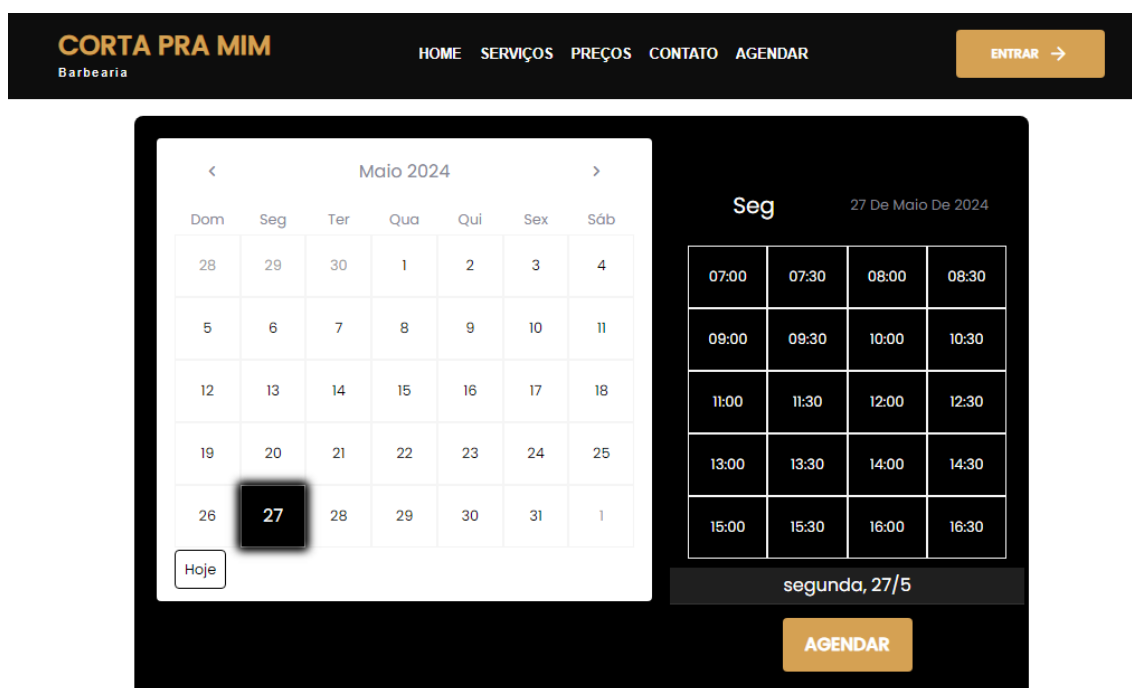 CORTA PRA MIM
Barbearia
HOME SERVIÇOS PREÇOS CONTATO AGENDAR
ENTRAR →
< Maio 2024 >
Dom Seg Ter Qua Qui Sex Sáb
28 29 30 1 2 3 4
5 6 7 8 9 10 11
12 13 14 15 16 17 18
19 20 21 22 23 24 25
26 27 28 29 30 31 1
Hoje
Seg 27 De Maio De 2024
07:00 07:30 08:00 08:30
09:00 09:30 10:00 10:30
11:00 11:30 12:00 12:30
13:00 13:30 14:00 14:30
15:00 15:30 16:00 16:30
segunda, 27/5
AGENDAR